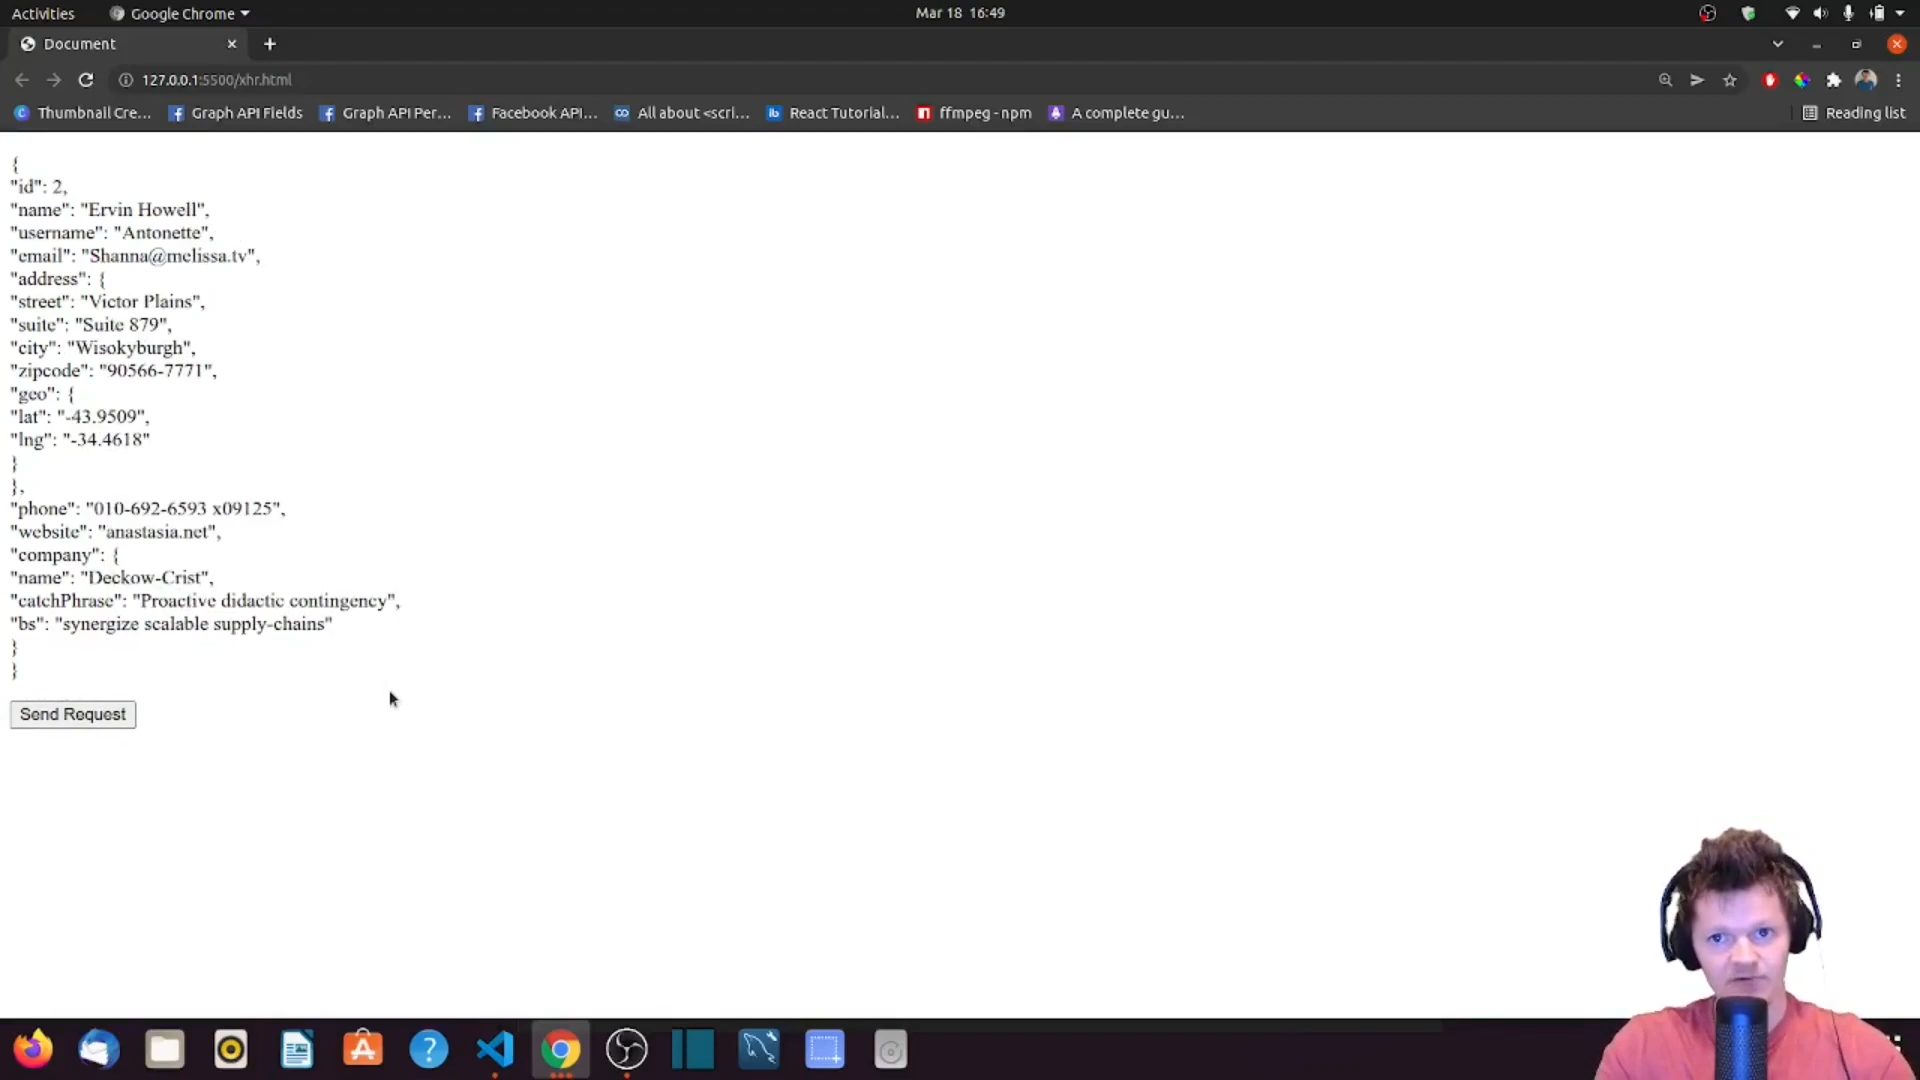 Activities
Google Chrome
Mar 18 16:49
Document
127.0.0.1:5500/xhr.html
Thumbnail Cre...
Graph API Fields
Graph API Per...
Facebook API...
All about <scri...
React Tutorial...
ffmpeg - npm
A complete gu...
Reading list
{
"id": 2,
"name": "Ervin Howell",
"username": "Antonette",
"email": "Shanna@melissa.tv",
"address": {
"street": "Victor Plains",
"suite": "Suite 879",
"city": "Wisokyburgh",
"zipcode": "90566-7771",
"geo": {
"lat": "-43.9509",
"lng": "-34.4618"
}
},
"phone": "010-692-6593 x09125",
"website": "anastasia.net",
"company": {
"name": "Deckow-Crist",
"catchPhrase": "Proactive didactic contingency",
"bs": "synergize scalable supply-chains"
}
}
Send Request